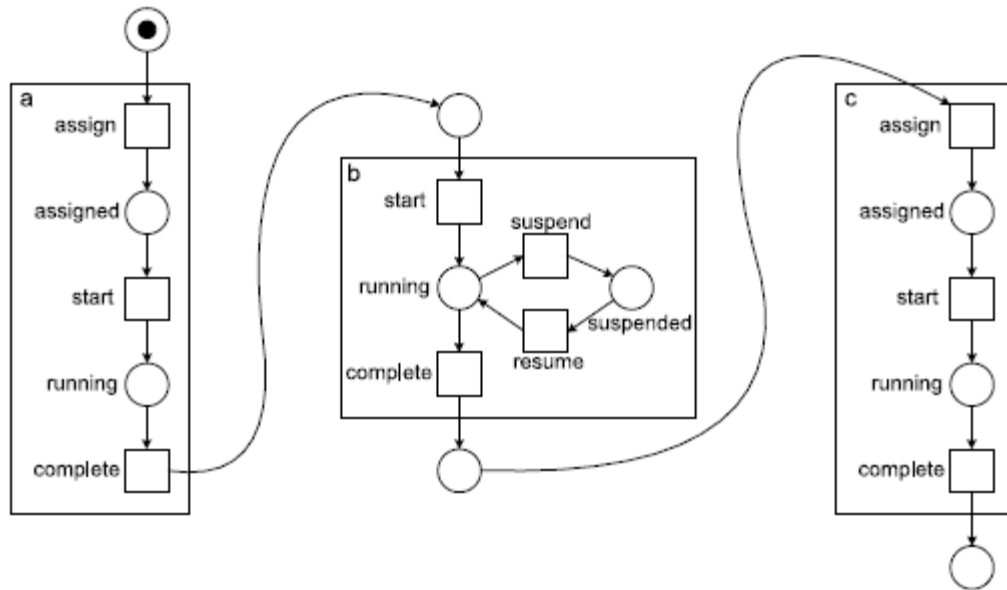 a
assign
assigned
start
running
complete
b
start
suspend
running
suspended
resume
complete
c
assign
assigned
start
running
complete